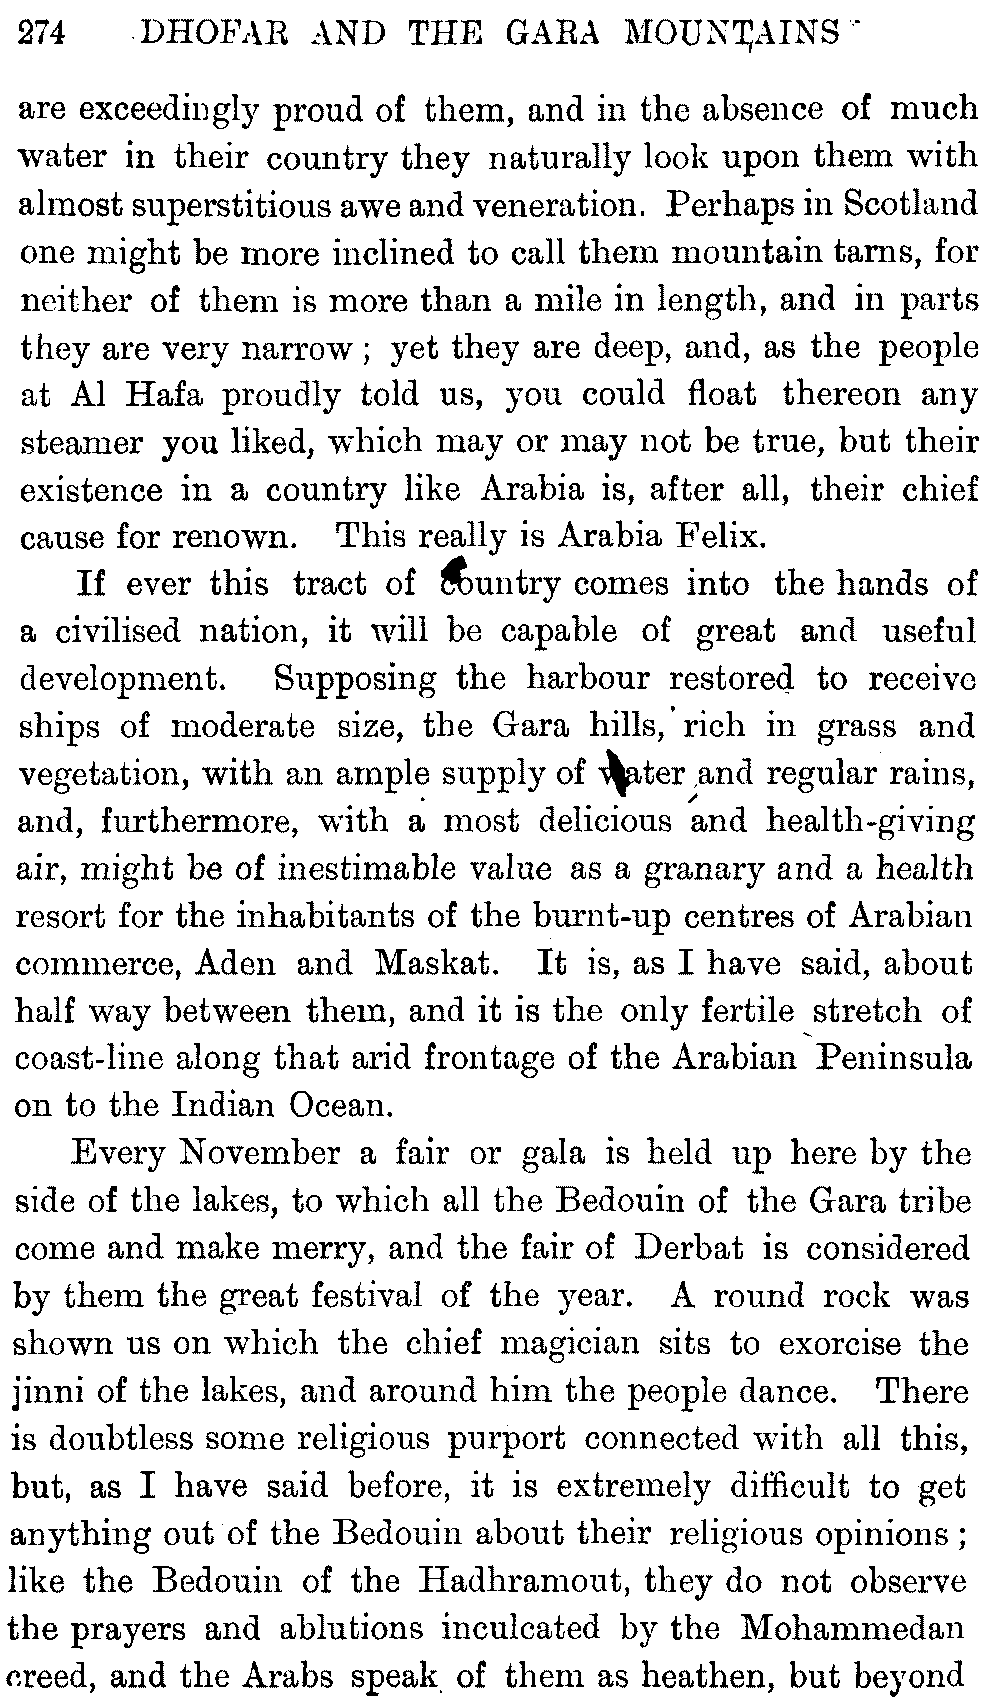 274 DHOFAR AND THE GARA MOUNTAINS
are exceedingly proud of them, and in the absence of much
water in their country they naturally look upon them with
almost superstitious awe and veneration. Perhaps in Scotland
one might be more inclined to call them mountain tarns, for
neither of them is more than a mile in length, and in parts
they are very narrow ; yet they are deep, and, as the people
at Al Hafa proudly told us, you could float thereon any
steamer you liked, which may or may not be true, but their
existence in a country like Arabia is, after all, their chief
cause for renown. This really is Arabia Felix.
If ever this tract of country comes into the hands of
a civilised nation, it will be capable of great and useful
development. Supposing the harbour restored to receive
ships of moderate size, the Gara hills, rich in grass and
vegetation, with an ample supply of water and regular rains,
and, furthermore, with a most delicious and health-giving
air, might be of inestimable value as a granary and a health
resort for the inhabitants of the burnt-up centres of Arabian
commerce, Aden and Maskat. It is, as I have said, about
half way between them, and it is the only fertile stretch of
coast-line along that arid frontage of the Arabian Peninsula
on to the Indian Ocean.
Every November a fair or gala is held up here by the
side of the lakes, to which all the Bedouin of the Gara tribe
come and make merry, and the fair of Derbat is considered
by them the great festival of the year. A round rock was
shown us on which the chief magician sits to exorcise the
jinni of the lakes, and around him the people dance. There
is doubtless some religious purport connected with all this,
but, as I have said before, it is extremely difficult to get
anything out of the Bedouin about their religious opinions ;
like the Bedouin of the Hadhramout, they do not observe
the prayers and ablutions inculcated by the Mohammedan
creed, and the Arabs speak of them as heathen, but beyond